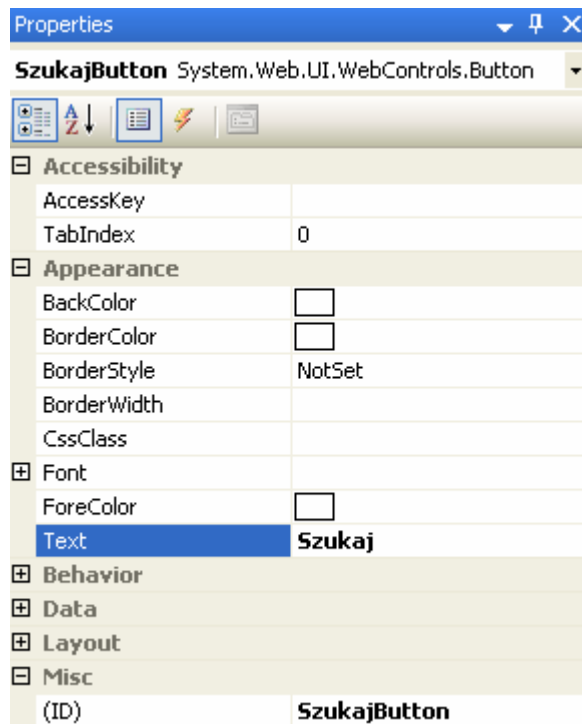 Properties
SzukajButton System.Web.UI.WebControls.Button
Accessibility
AccessKey
TabIndex 0
Appearance
BackColor
BorderColor
BorderStyle NotSet
BorderWidth
CssClass
Font
ForeColor
Text Szukaj
Behavior
Data
Layout
Misc
(ID) SzukajButton